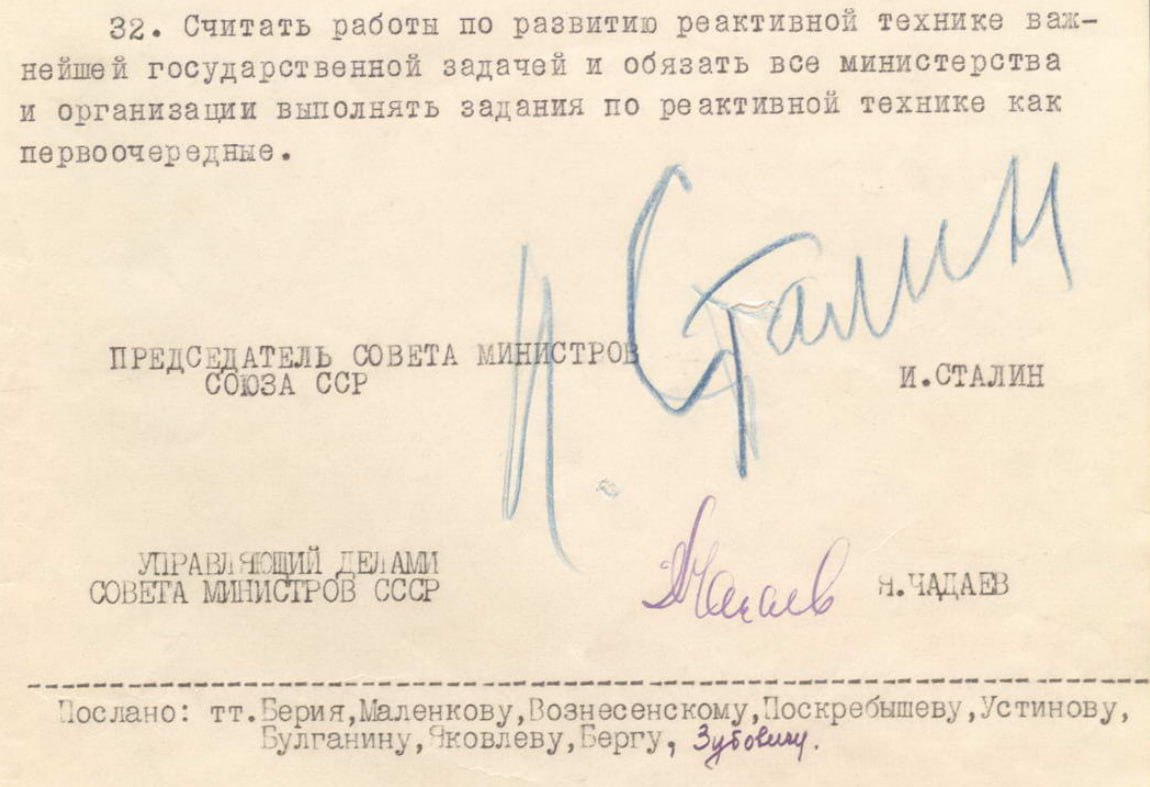 32. Считать работы по развитию реактивной технике важ-
нейшей государственной задачей и обязать все министерства
и организации выполнять задания по реактивной технике как
первоочередные.
И. Сталин
ПРЕДСЕДАТЕЛЬ СОВЕТА МИНИСТРОВ
СОЮЗА ССР
И.СТАЛИН
УПРАВЛЯЮЩИЙ ДЕЛАМИ
СОВЕТА МИНИСТРОВ СССР
ЯЧадаев
Я.ЧАДАЕВ
Послано: тт.Берия,Маленкову,Вознесенскому,Поскребышеву,Устинову,
Булганину,Яковлеву,Бергу, Зубовичу.